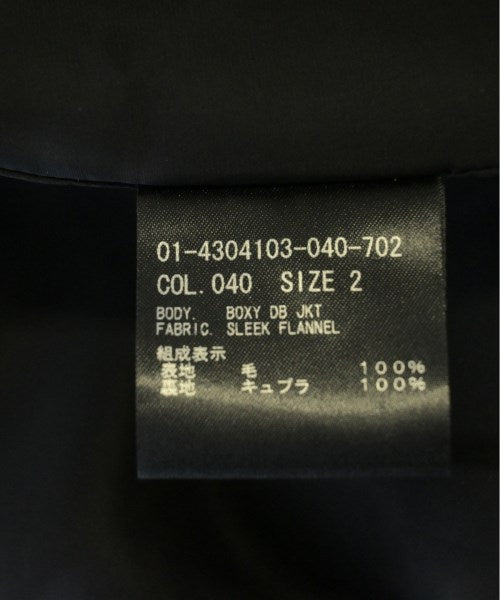 01-4304103-040-702
COL.040 SIZE 2
BODY. BOXY DB JKT
FABRIC. SLEEK FLANNEL
組成表示
表地 毛 100%
裏地 キュプラ 100%